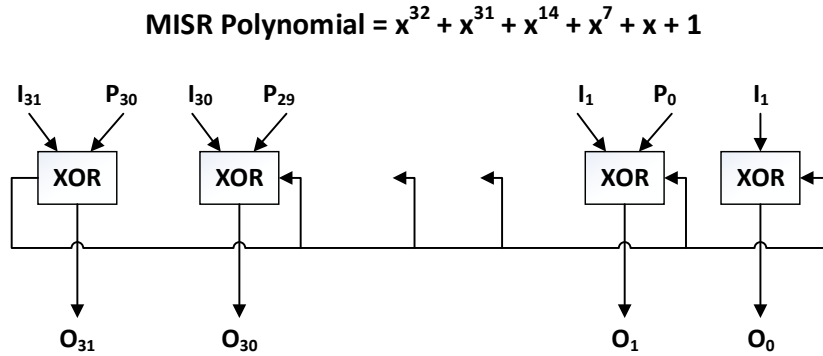 MISR Polynomial = x³² + x³¹ + x¹⁴ + x⁷ + x + 1
I₃₁ P₃₀ I₃₀ P₂₉ I₁ P₀ I₁
XOR XOR XOR XOR
O₃₁ O₃₀ O₁ O₀